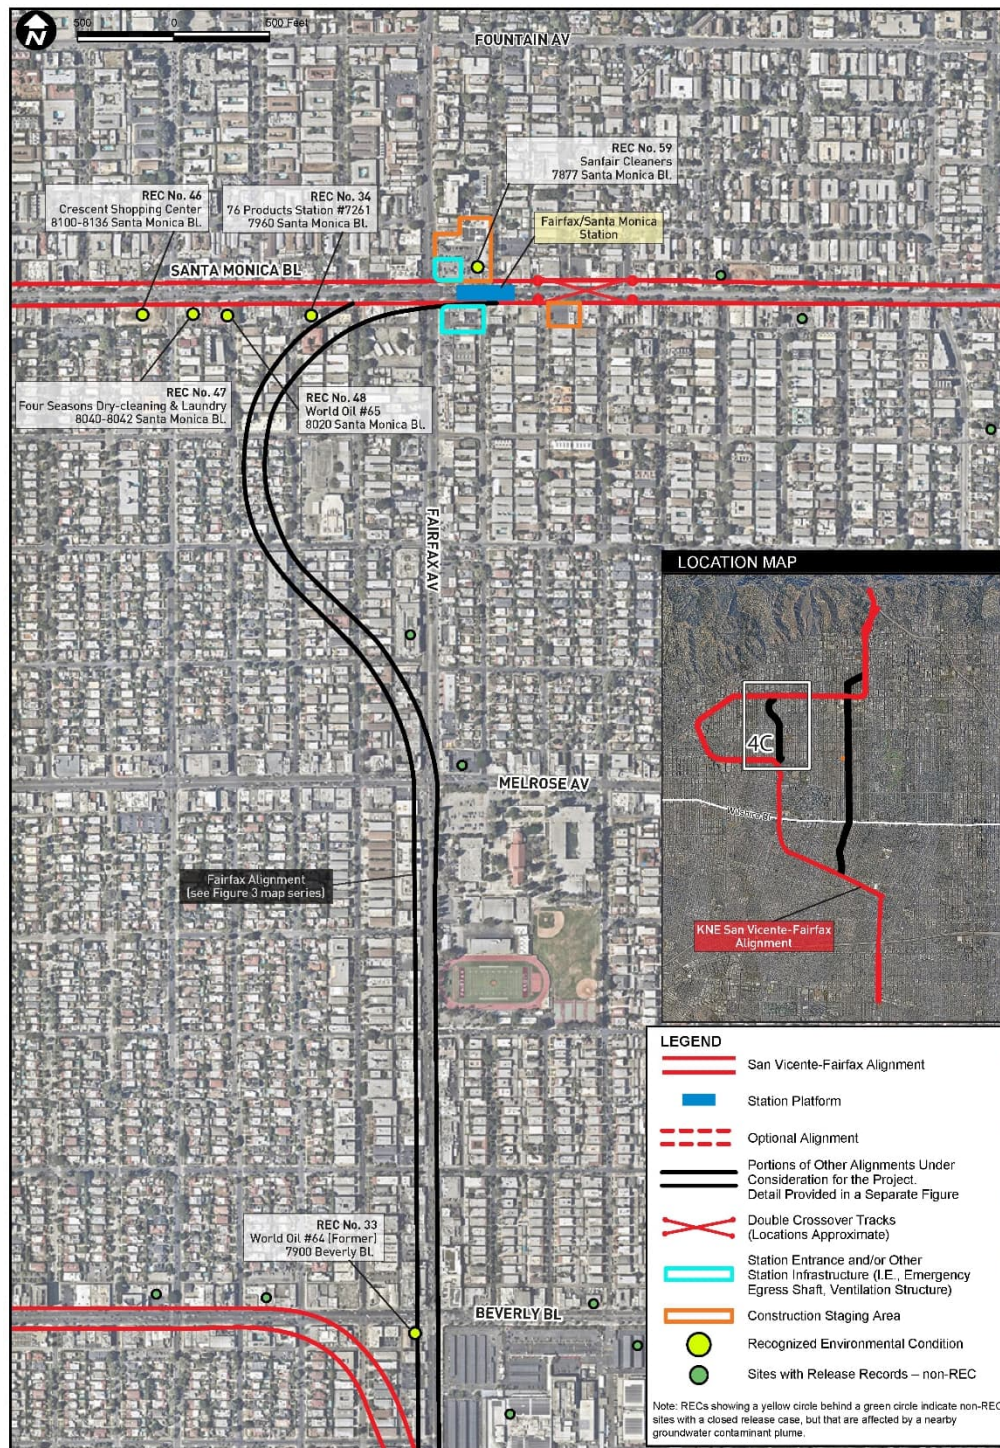 N
500 0 500 Feet
FOUNTAIN AV
REC No. 59
Sanfair Cleaners
7877 Santa Monica Bl.
REC No. 46
Crescent Shopping Center
8100-8136 Santa Monica Bl.
REC No. 34
76 Products Station #7261
7960 Santa Monica Bl.
Fairfax/Santa Monica
Station
SANTA MONICA BL
REC No. 47
Four Seasons Dry-cleaning & Laundry
8040-8042 Santa Monica Bl.
REC No. 48
World Oil #65
8020 Santa Monica Bl.
FAIRFAX AV
LOCATION MAP
4C
Wilshire Bl
KNE San Vicente-Fairfax
Alignment
MELROSE AV
Fairfax Alignment
(see Figure 3 map series)
REC No. 33
World Oil #64 (Former)
7900 Beverly Bl.
BEVERLY BL
LEGEND
San Vicente-Fairfax Alignment
Station Platform
Optional Alignment
Portions of Other Alignments Under
Consideration for the Project.
Detail Provided in a Separate Figure
Double Crossover Tracks
(Locations Approximate)
Station Entrance and/or Other
Station Infrastructure (I.E., Emergency
Egress Shaft, Ventilation Structure)
Construction Staging Area
Recognized Environmental Condition
Sites with Release Records – non-REC
Note: RECs showing a yellow circle behind a green circle indicate non-REC
sites with a closed release case, but that are affected by a nearby
groundwater contaminant plume.